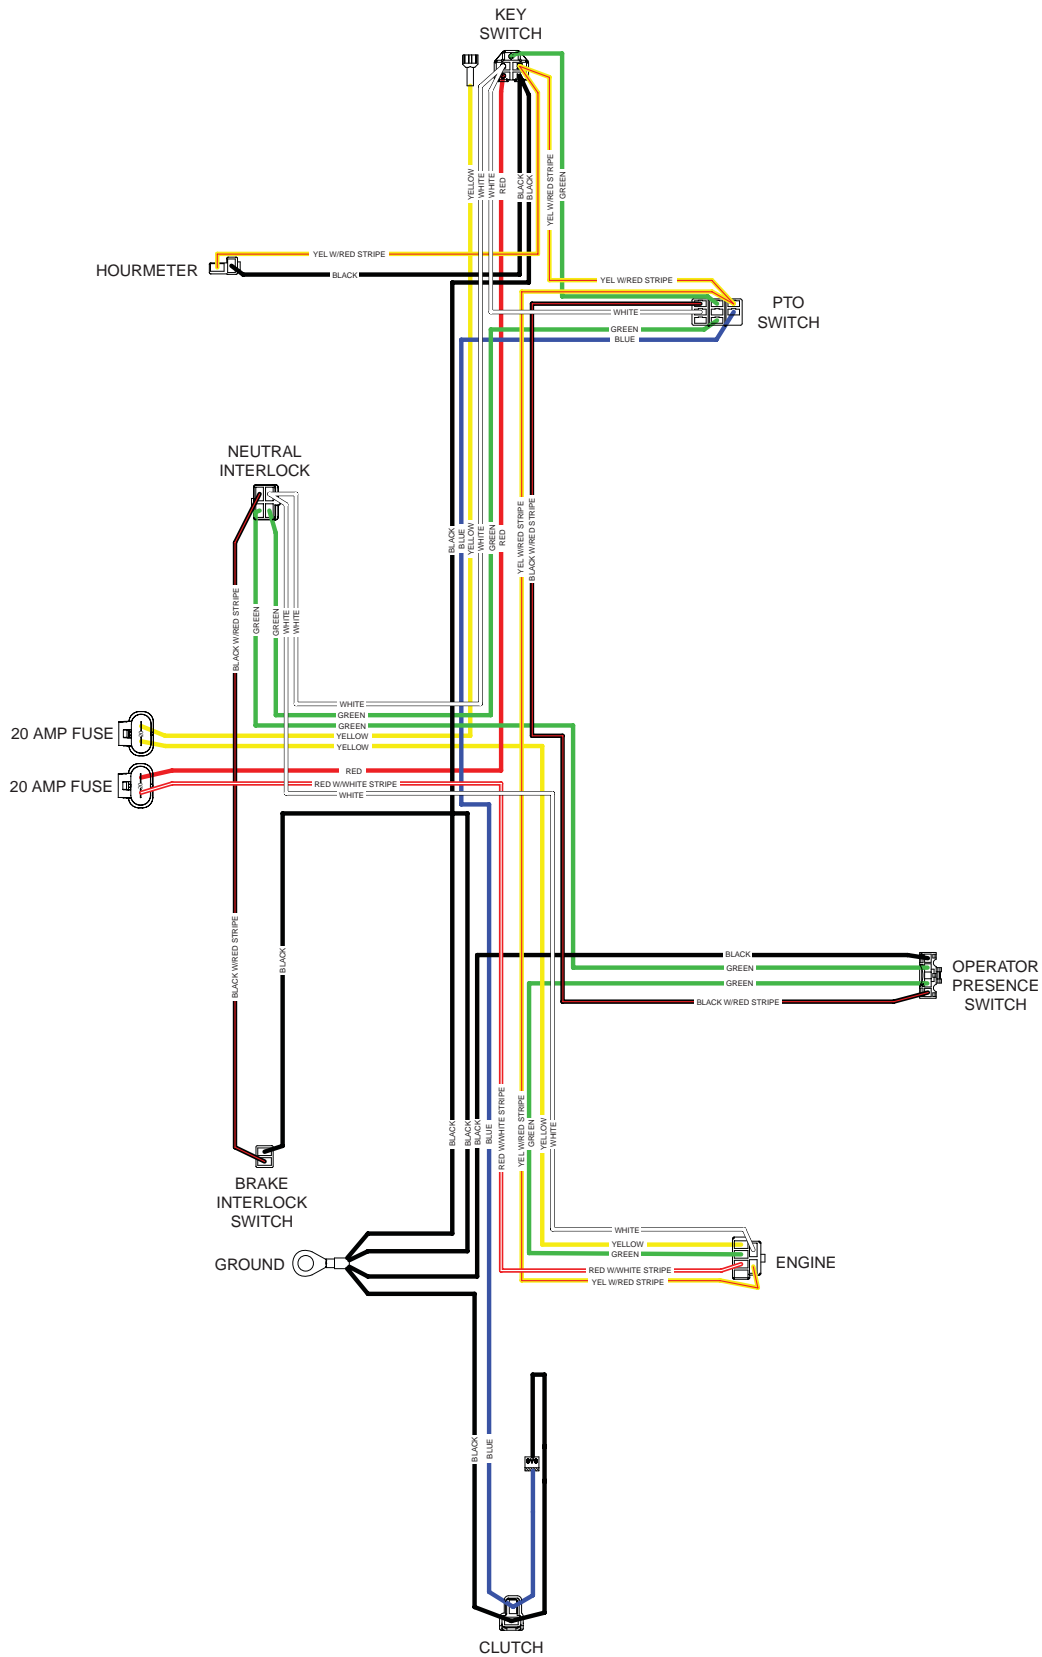 KEY
SWITCH
YELLOW
WHITE
WHITE
RED
BLACK
BLACK
YEL W/RED STRIPE
GREEN
YEL W/RED STRIPE
HOURMETER
BLACK
YEL W/RED STRIPE
PTO
SWITCH
WHITE
GREEN
BLUE
NEUTRAL
INTERLOCK
BLACK
BLUE
YELLOW
WHITE
GREEN
RED
YEL W/RED STRIPE
BLACK W/RED STRIPE
BLACK W/RED STRIPE
GREEN
GREEN
WHITE
WHITE
WHITE
GREEN
GREEN
20 AMP FUSE
YELLOW
YELLOW
RED
20 AMP FUSE
RED W/WHITE STRIPE
WHITE
BLACK W/RED STRIPE
BLACK
BLACK
GREEN
GREEN
BLACK W/RED STRIPE
OPERATOR
PRESENCE
SWITCH
BLACK
BLACK
BLACK
BLUE
RED W/WHITE STRIPE
YEL W/RED STRIPE
GREEN
YELLOW
WHITE
BRAKE
INTERLOCK
SWITCH
GROUND
WHITE
YELLOW
GREEN
RED W/WHITE STRIPE
YEL W/RED STRIPE
ENGINE
BLACK
BLUE
CLUTCH